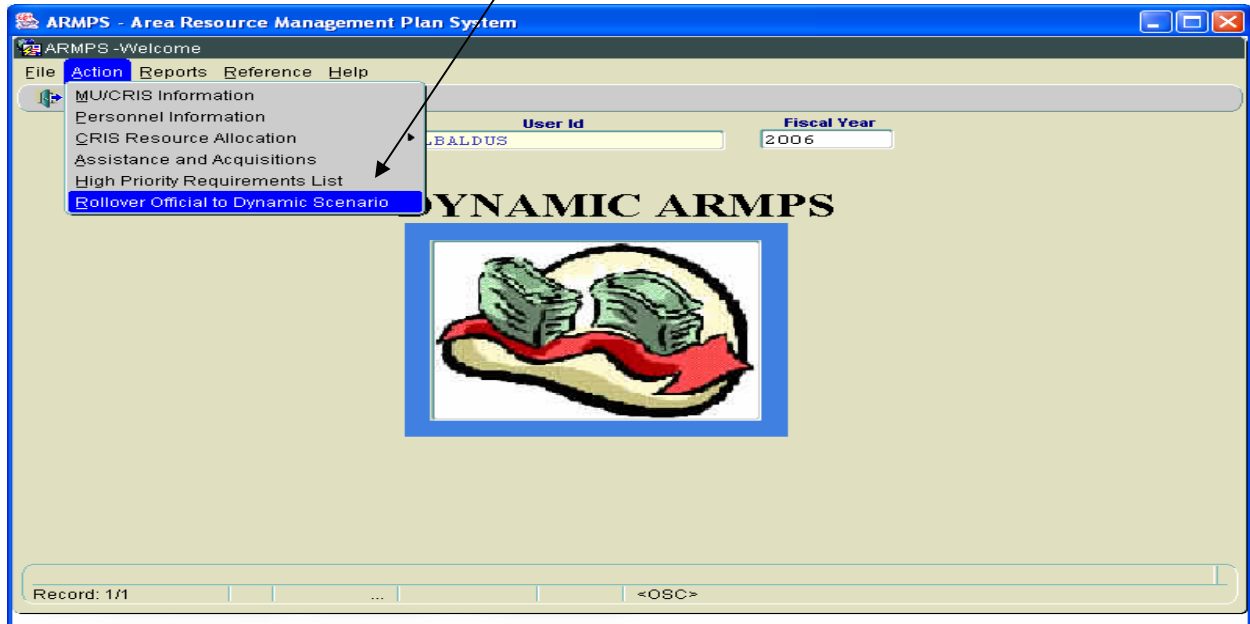 ARMPS - Area Resource Management Plan System
ARMPS -Welcome
File Action Reports Reference Help
MU/CRIS Information
Personnel Information
CRIS Resource Allocation
Assistance and Acquisitions
High Priority Requirements List
Rollover Official to Dynamic Scenario
User Id Fiscal Year
LBALDUS 2006
DYNAMIC ARMPS
Record: 1/1 ... <OSC>